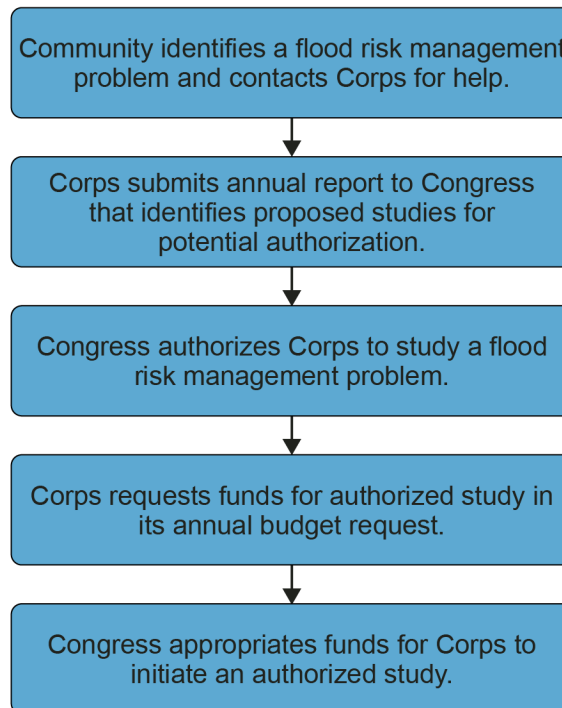 Community identifies a flood risk management
problem and contacts Corps for help.
Corps submits annual report to Congress
that identifies proposed studies for
potential authorization.
Congress authorizes Corps to study a flood
risk management problem.
Corps requests funds for authorized study in
its annual budget request.
Congress appropriates funds for Corps to
initiate an authorized study.